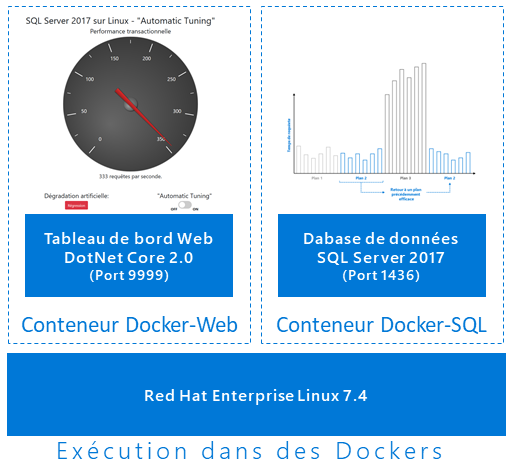 SQL Server 2017 sur Linux - "Automatic Tuning"
Performance transactionnelle
0
50
100
150
200
250
300
350
333 requêtes par seconde.
Dégradation artificielle:
"Automatic Tuning"
Régression
OFF
ON
Tableau de bord Web
DotNet Core 2.0
(Port 9999)
Conteneur Docker-Web
Temps de requete
Plan 1
Plan 2
Plan 3
Plan 2
Retour à un plan
précédemment
efficace
Dabase de données
SQL Server 2017
(Port 1436)
Conteneur Docker-SQL
Red Hat Enterprise Linux 7.4
Exécution dans des Dockers